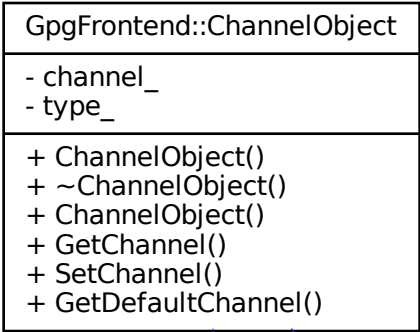 GpgFrontend::ChannelObject
- channel_
- type_
+ ChannelObject()
+ ~ChannelObject()
+ ChannelObject()
+ GetChannel()
+ SetChannel()
+ GetDefaultChannel()